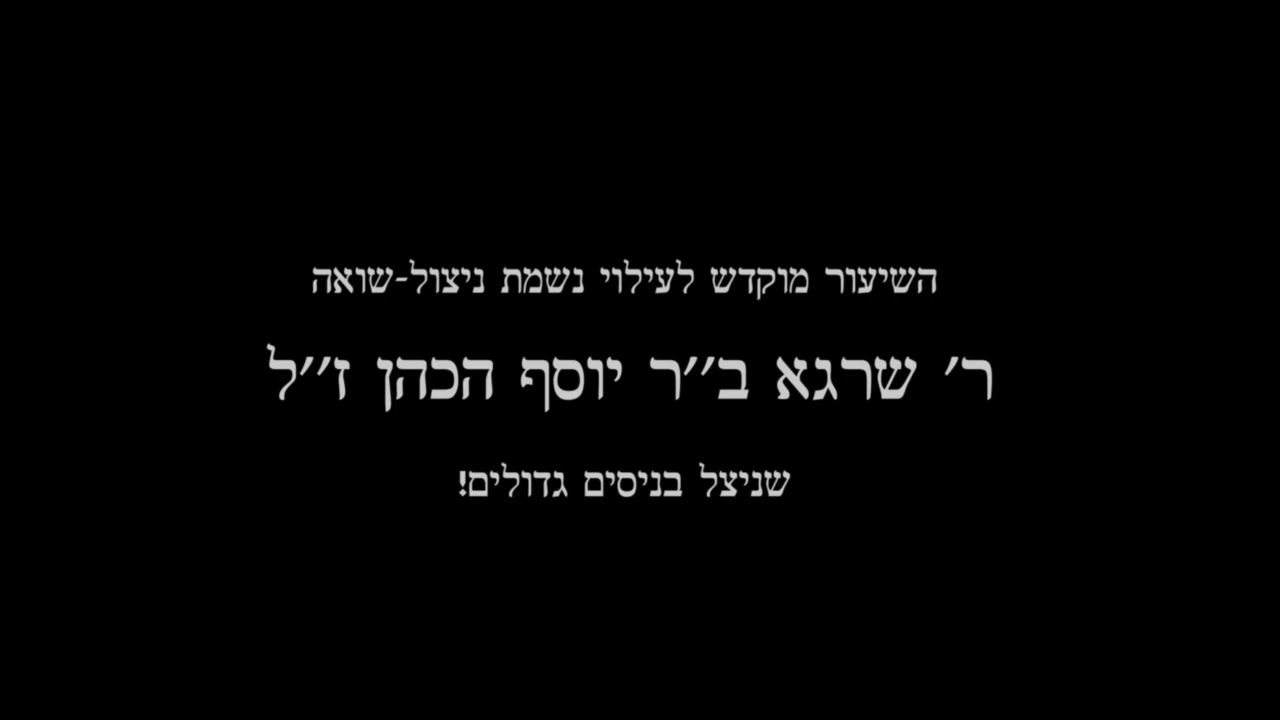 השיעור מוקדש לעילוי נשמת ניצול-שואה
ר' שרגא ב''ר יוסף הכהן ז''ל
שניצל בניסים גדולים!